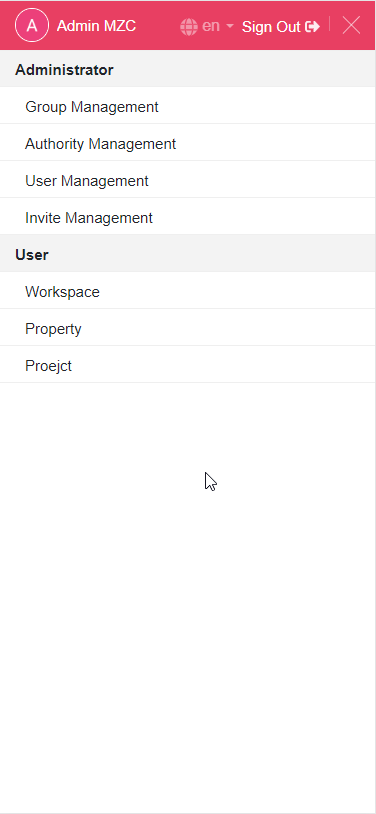 A Admin MZC en Sign Out
Administrator
Group Management
Authority Management
User Management
Invite Management
User
Workspace
Property
Proejct